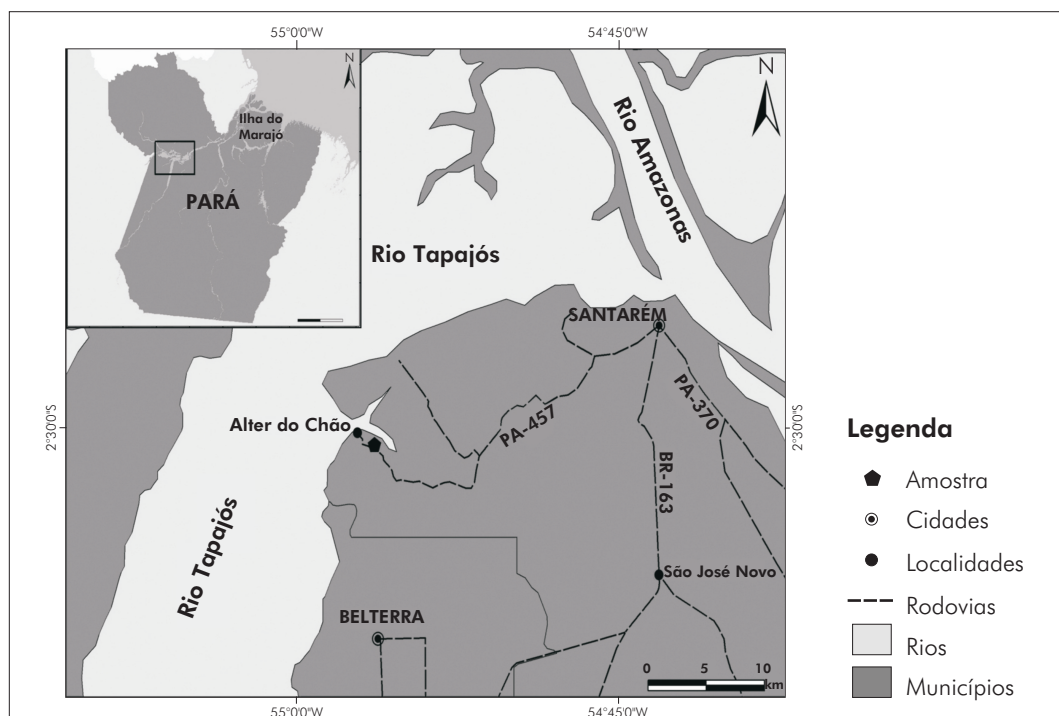 55°0'0"W
54°45'0"W
N
Ilha do
Marajó
PARÁ
N
Rio Amazonas
Rio Tapajós
SANTARÉM
PA-370
PA-457
2°30'0"S
2°30'0"S
Alter do Chão
BR-163
Rio Tapajós
São José Novo
BELTERRA
0 5 10
km
55°0'0"W
54°45'0"W
Legenda
Amostra
Cidades
Localidades
Rodovias
Rios
Municípios